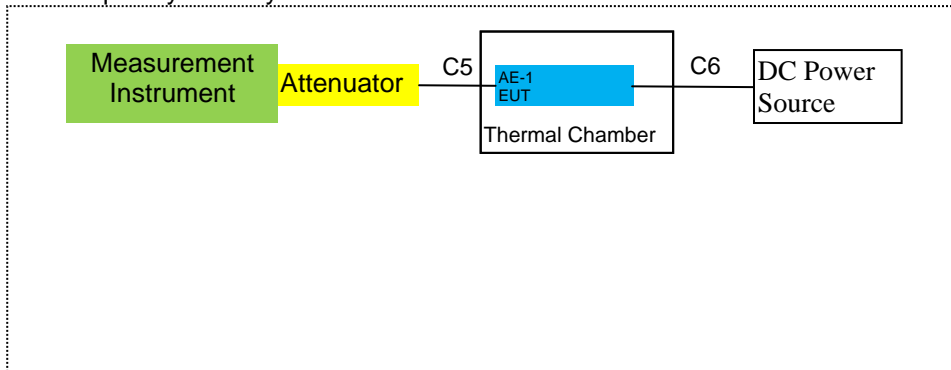 Measurement
Instrument
Attenuator
C5
AE-1
EUT
Thermal Chamber
C6
DC Power
Source